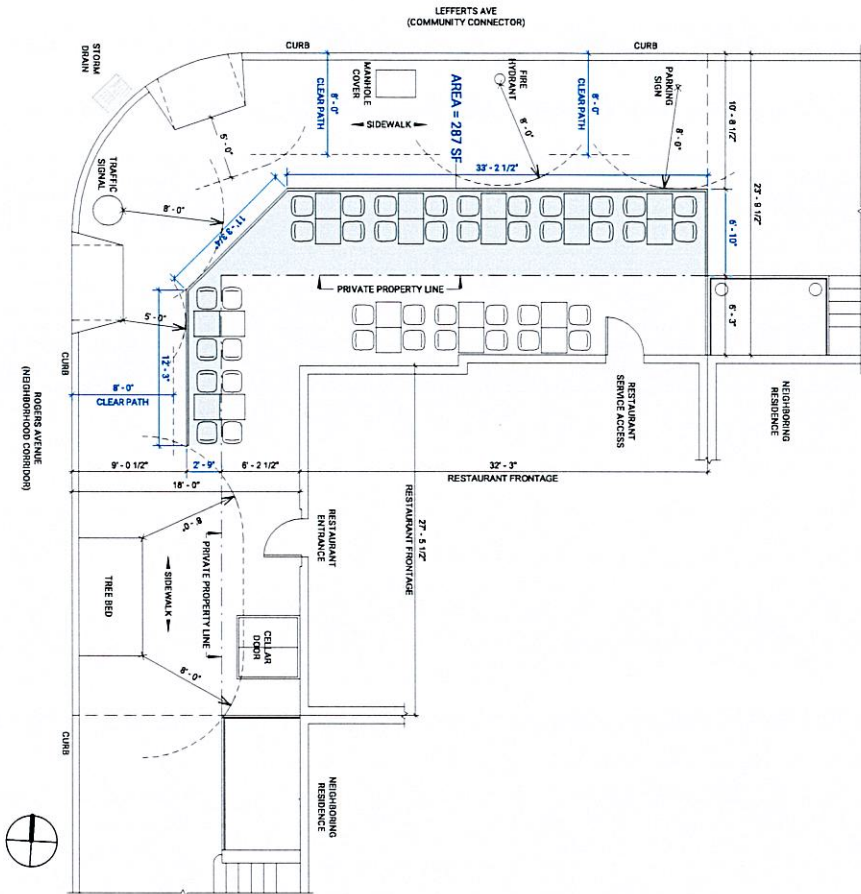 LEFFERTS AVE
(COMMUNITY CONNECTOR)
CURB
CURB
STORM
DRAIN
8' - 0"
CLEAR PATH
MANHOLE
COVER
SIDEWALK
AREA = 287 SF
FIRE
HYDRANT
8' - 0"
8' - 0"
CLEAR PATH
PARKING
SIGN
8' - 0"
10' - 8 1/2"
23' - 9 1/2"
5' - 0"
33' - 2 1/2"
TRAFFIC
SIGNAL
8' - 0"
11' - 3 3/4"
6' - 10"
PRIVATE PROPERTY LINE
6' - 3"
5' - 0"
12' - 3"
CURB
8' - 0"
CLEAR PATH
ROGERS AVENUE
(NEIGHBORHOOD CORRIDOR)
RESTAURANT
SERVICE ACCESS
NEIGHBORING
RESIDENCE
9' - 0 1/2"
2' - 9"
6' - 2 1/2"
32' - 3"
RESTAURANT FRONTAGE
18' - 0"
27' - 5 1/2"
RESTAURANT FRONTAGE
RESTAURANT
ENTRANCE
8' - 0"
PRIVATE PROPERTY LINE
SIDEWALK
TREE BED
CELLAR
DOOR
8' - 0"
CURB
NEIGHBORING
RESIDENCE